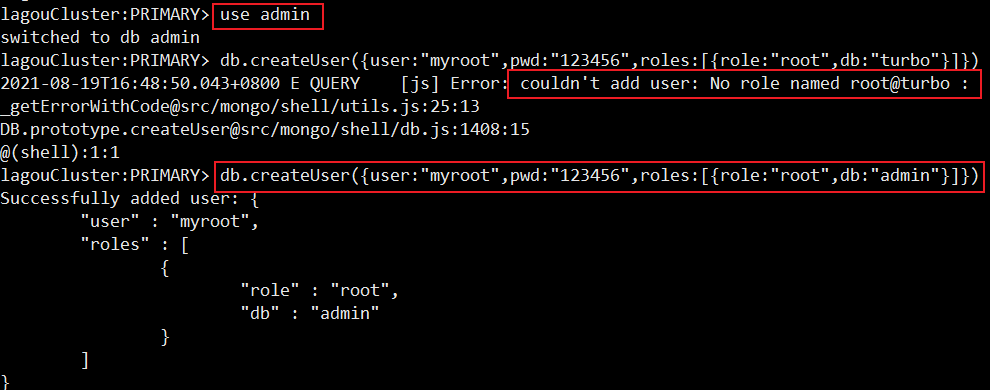 lagouCluster:PRIMARY> use admin
switched to db admin
lagouCluster:PRIMARY> db.createUser({user:"myroot",pwd:"123456",roles:[{role:"root",db:"turbo"}]})
2021-08-19T16:48:50.043+0800 E QUERY    [js] Error: couldn't add user: No role named root@turbo :
_getErrorWithCode@src/mongo/shell/utils.js:25:13
DB.prototype.createUser@src/mongo/shell/db.js:1408:15
@(shell):1:1
lagouCluster:PRIMARY> db.createUser({user:"myroot",pwd:"123456",roles:[{role:"root",db:"admin"}]})
Successfully added user: {
        "user" : "myroot",
        "roles" : [
                {
                        "role" : "root",
                        "db" : "admin"
                }
        ]
}